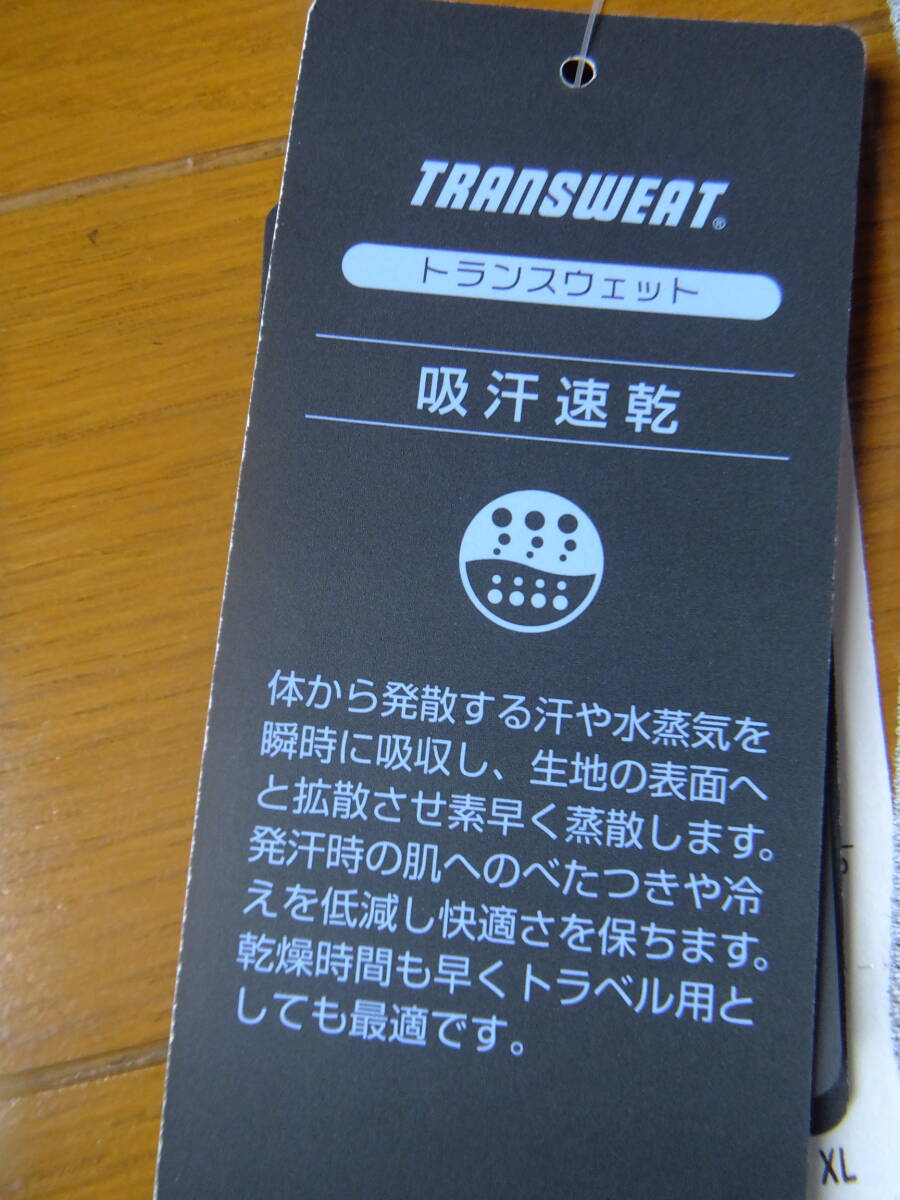 TRANSWEAT®
トランスウェット
吸汗速乾
体から発散する汗や水蒸気を
瞬時に吸収し、生地の表面へ
と拡散させ素早く蒸散します。
発汗時の肌へのべたつきや冷
えを低減し快適さを保ちます。
乾燥時間も早くトラベル用と
しても最適です。
XL